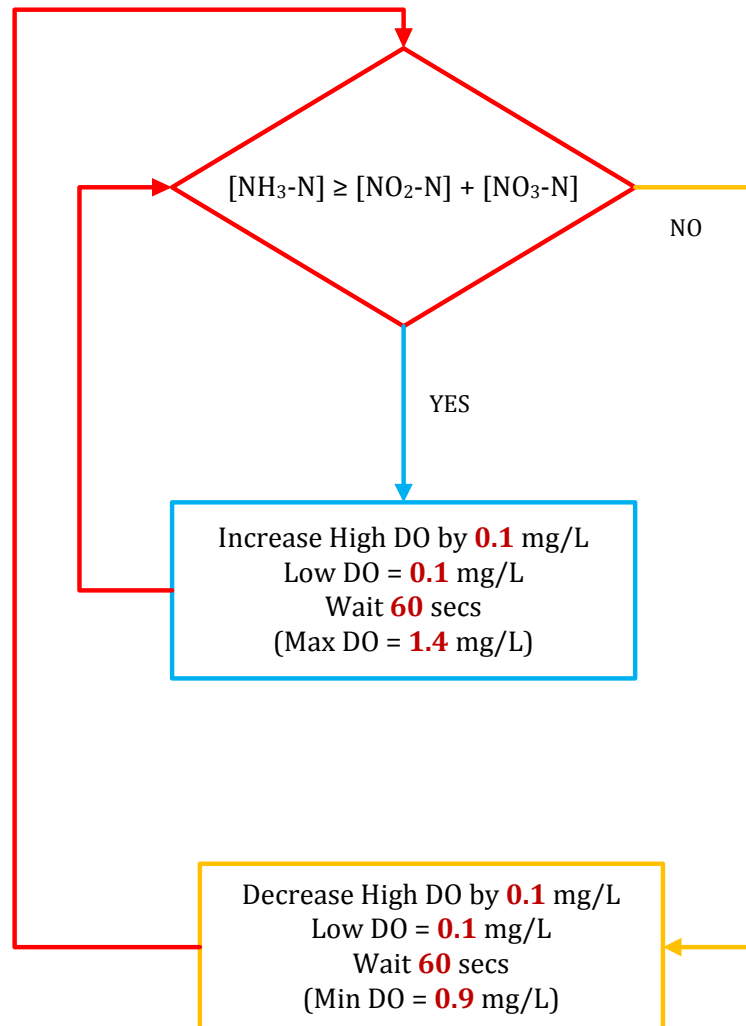 [NH₃-N] ≥ [NO₂-N] + [NO₃-N]
NO
YES
Increase High DO by 0.1 mg/L
Low DO = 0.1 mg/L
Wait 60 secs
(Max DO = 1.4 mg/L)
Decrease High DO by 0.1 mg/L
Low DO = 0.1 mg/L
Wait 60 secs
(Min DO = 0.9 mg/L)